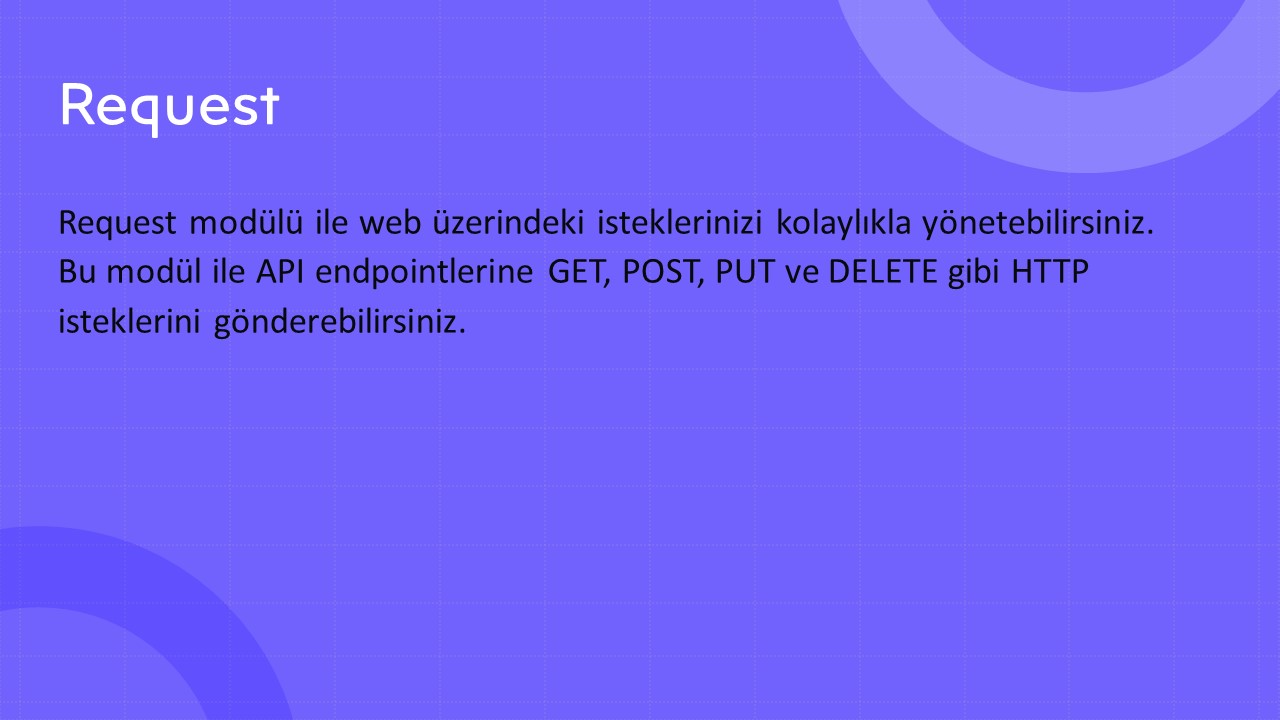 Request
Request modülü ile web üzerindeki isteklerinizi kolaylıkla yönetebilirsiniz.
Bu modül ile API endpointlerine GET, POST, PUT ve DELETE gibi HTTP
isteklerini gönderebilirsiniz.